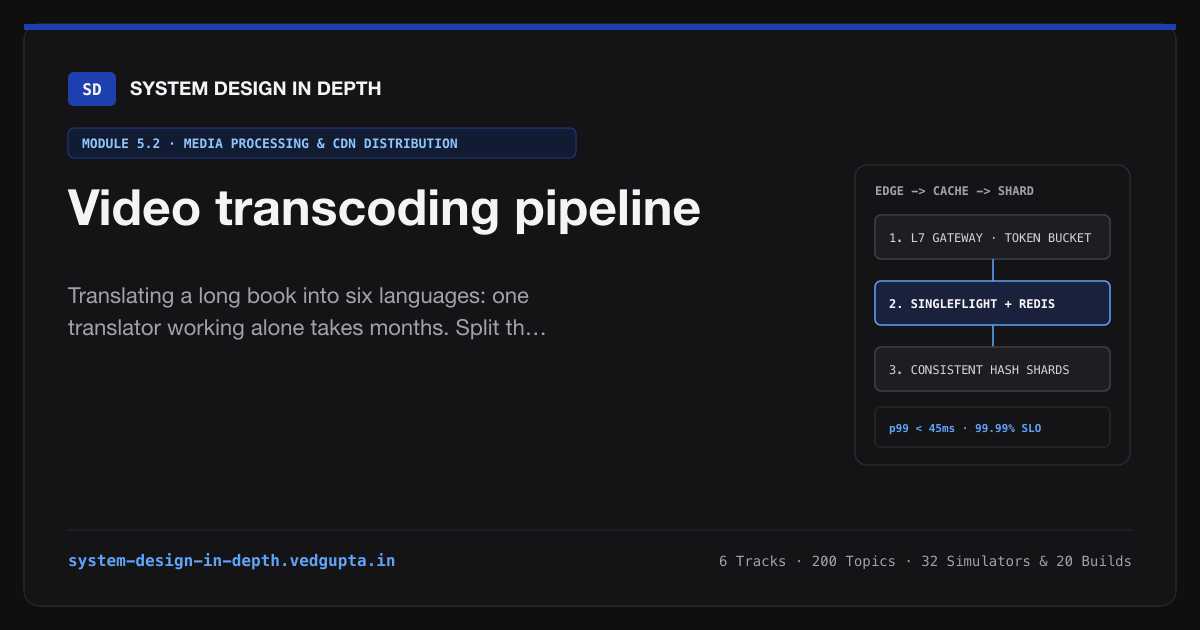 SD SYSTEM DESIGN IN DEPTH
MODULE 5.2 · MEDIA PROCESSING & CDN DISTRIBUTION
Video transcoding pipeline
Translating a long book into six languages: one
translator working alone takes months. Split th…
EDGE —> CACHE —> SHARD
1. L7 GATEWAY · TOKEN BUCKET
2. SINGLEFLIGHT + REDIS
3. CONSISTENT HASH SHARDS
p99 < 45ms · 99.99% SLO
system-design-in-depth.vedgupta.in
6 Tracks · 200 Topics · 32 Simulators & 20 Builds